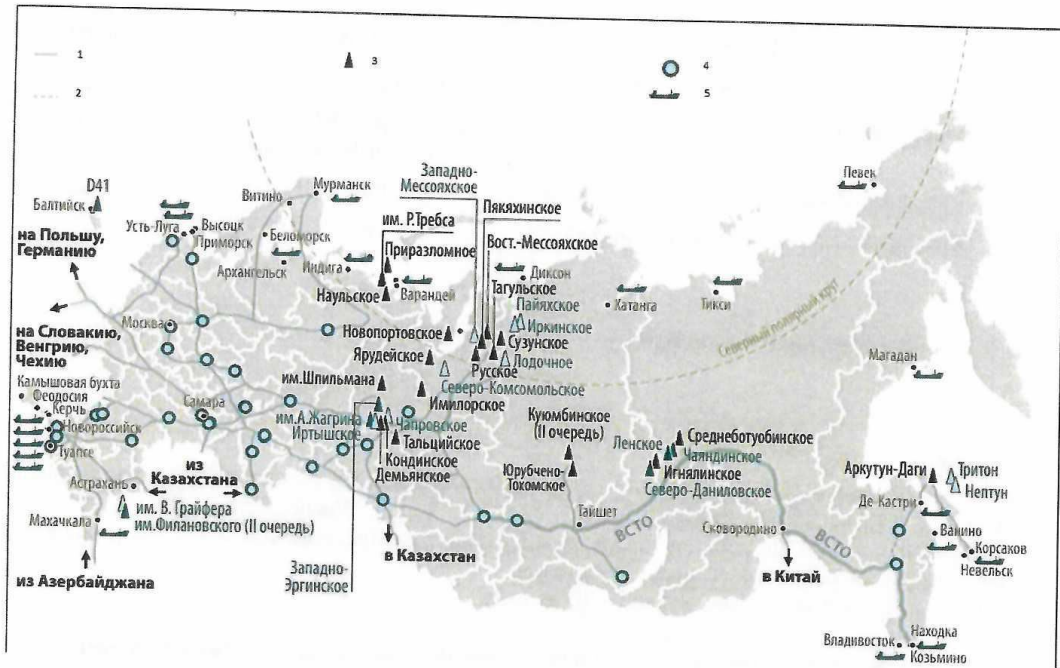 1
2
3
4
5
D41
Балтийск
на Польшу,
Германию
на Словакию,
Венгрию,
Чехию
Усть-Луга
Высоцк
Приморск
Витино
Мурманск
Беломорск
Архангельск
Индига
Москва
Западно-
Мессояхское
Пякяхинское
им. Р.Требса
Приразломное
Наульское
Варандей
Вост.-Мессояхское
Диксон
Тагульское
Пайяхское
Иркинское
Сузунское
Лодочное
Русское
Северо-Комсомольское
Новопортовское
Ярудейское
им.Шпильмана
Имилорское
им.А.Жагрина
Иртышское
Чапровское
Тальцийское
Кондинское
Демьянское
Западно-
Эргинское
Катанга
Тикси
Певек
Северный полярный круг
Магадан
Камышовая бухта
Феодосия
Керчь
Новороссийск
Туапсе
Самара
из
Казахстана
Астрахань
им. В. Грайфера
им.Филановского (II очередь)
Махачкала
из Азербайджана
в Казахстан
Куюмбинское
(II очередь)
Юрубчено-
Тохомское
Тайшет
Ленское
Среднеботуобинское
Чаяндинское
Игнялинское
Северо-Даниловское
ВСТО
Сковородино
ВСТО
в Китай
Аркутун-Даги
Тритон
Нептун
Де-Кастри
Ванино
Корсаков
Невельск
Владивосток
Находка
Козьмино